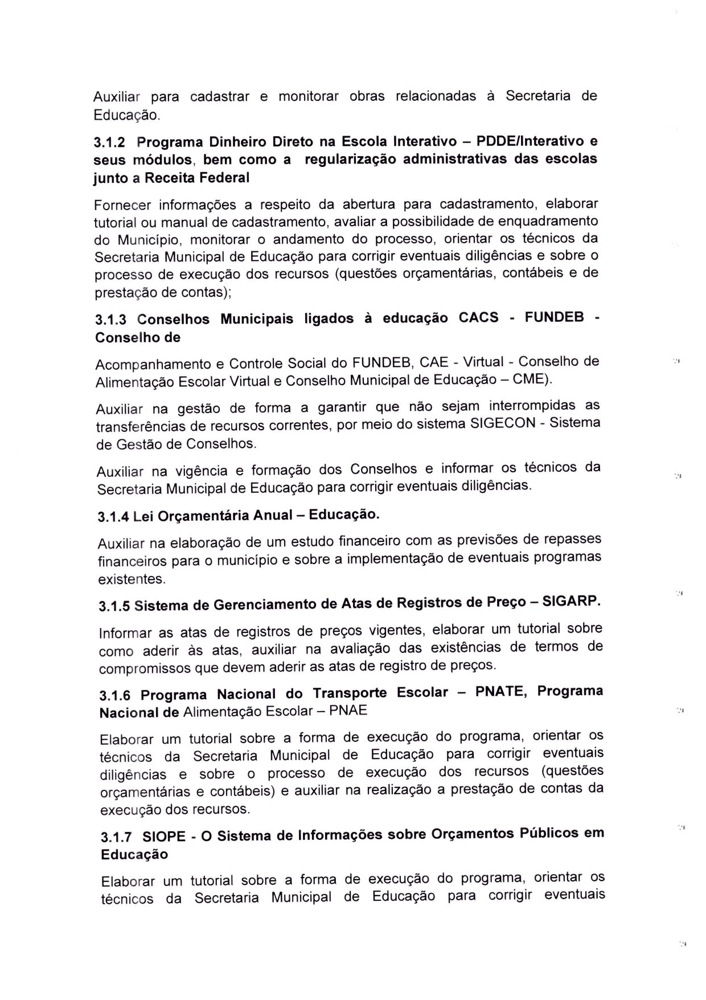 Auxiliar para cadastrar e monitorar obras relacionadas à Secretaria de
Educação.
3.1.2 Programa Dinheiro Direto na Escola Interativo – PDDE/Interativo e
seus módulos, bem como a regularização administrativas das escolas
junto a Receita Federal
Fornecer informações a respeito da abertura para cadastramento, elaborar
tutorial ou manual de cadastramento, avaliar a possibilidade de enquadramento
do Município, monitorar o andamento do processo, orientar os técnicos da
Secretaria Municipal de Educação para corrigir eventuais diligências e sobre o
processo de execução dos recursos (questões orçamentárias, contábeis e de
prestação de contas);
3.1.3 Conselhos Municipais ligados à educação CACS - FUNDEB -
Conselho de
Acompanhamento e Controle Social do FUNDEB, CAE - Virtual - Conselho de
Alimentação Escolar Virtual e Conselho Municipal de Educação – CME).
Auxiliar na gestão de forma a garantir que não sejam interrompidas as
transferências de recursos correntes, por meio do sistema SIGECON - Sistema
de Gestão de Conselhos.
Auxiliar na vigência e formação dos Conselhos e informar os técnicos da
Secretaria Municipal de Educação para corrigir eventuais diligências.
3.1.4 Lei Orçamentária Anual – Educação.
Auxiliar na elaboração de um estudo financeiro com as previsões de repasses
financeiros para o município e sobre a implementação de eventuais programas
existentes.
3.1.5 Sistema de Gerenciamento de Atas de Registros de Preço – SIGARP.
Informar as atas de registros de preços vigentes, elaborar um tutorial sobre
como aderir às atas, auxiliar na avaliação das existências de termos de
compromissos que devem aderir as atas de registro de preços.
3.1.6 Programa Nacional do Transporte Escolar – PNATE, Programa
Nacional de Alimentação Escolar – PNAE
Elaborar um tutorial sobre a forma de execução do programa, orientar os
técnicos da Secretaria Municipal de Educação para corrigir eventuais
diligências e sobre o processo de execução dos recursos (questões
orçamentárias e contábeis) e auxiliar na realização a prestação de contas da
execução dos recursos.
3.1.7 SIOPE - O Sistema de Informações sobre Orçamentos Públicos em
Educação
Elaborar um tutorial sobre a forma de execução do programa, orientar os
técnicos da Secretaria Municipal de Educação para corrigir eventuais